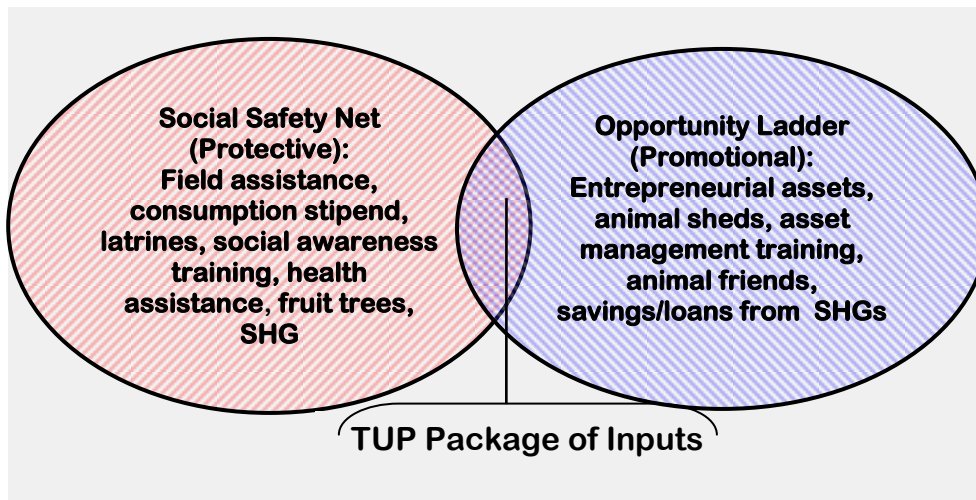 Social Safety Net
(Protective):
Field assistance,
consumption stipend,
latrines, social awareness
training, health
assistance, fruit trees,
SHG
Opportunity Ladder
(Promotional):
Entrepreneurial assets,
animal sheds, asset
management training,
animal friends,
savings/loans from SHGs
TUP Package of Inputs